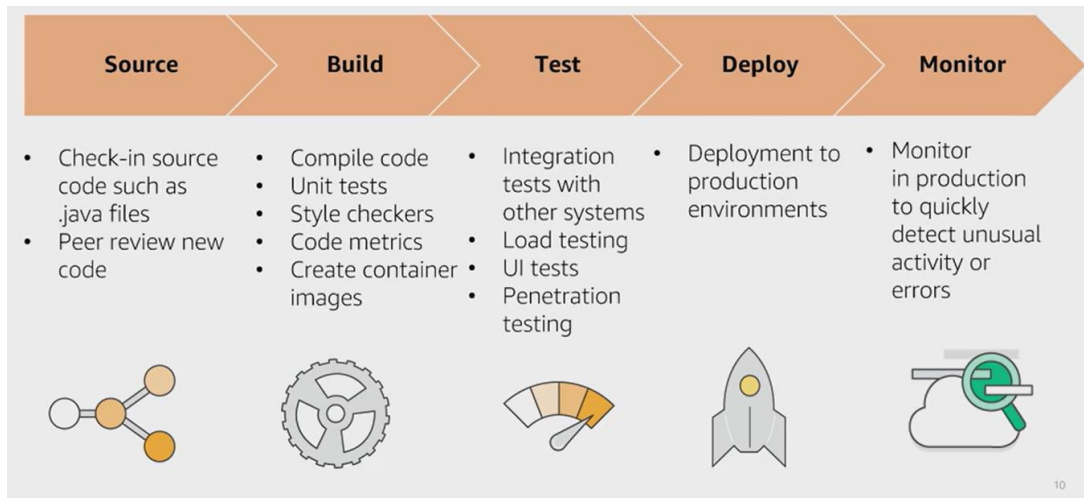 Source
Build
Test
Deploy
Monitor
• Check-in source
code such as
.java files
• Peer review new
code
• Compile code
• Unit tests
• Style checkers
• Code metrics
• Create container
images
• Integration
tests with
other systems
• Load testing
• UI tests
• Penetration
testing
• Deployment to
production
environments
• Monitor
in production
to quickly
detect unusual
activity or
errors
10